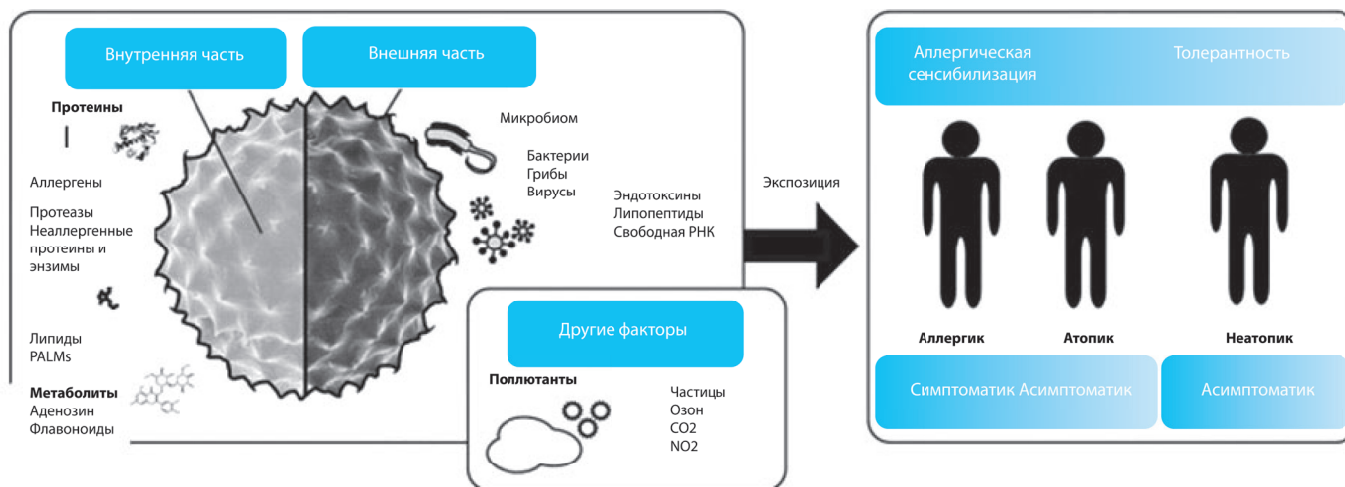 Внутренняя часть
Внешняя часть
Протеины
Аллергены
Протеазы
Неаллергенные
протеины и
энзимы
Липиды
PALMs
Метаболиты
Аденозин
Флавоноиды
Микробиом
Бактерии
Грибы
Вирусы
Эндотоксины
Липопептиды
Свободная РНК
Другие факторы
Поллютанты
Частицы
Озон
CO2
NO2
Экспозиция
Аллергическая
сенсибилизация
Толерантность
Аллергик
Атопик
Неатопик
Симптоматик Асимптоматик
Асимптоматик